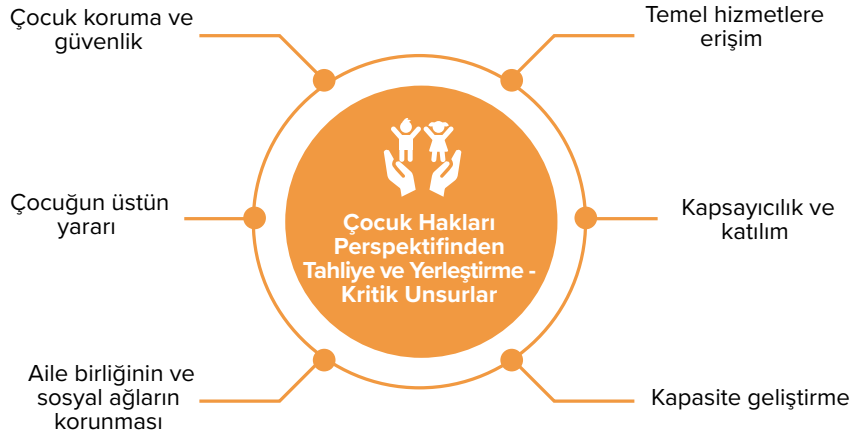 Çocuk koruma ve
güvenlik
Temel hizmetlere
erişim
Çocuğun üstün
yararı
Çocuk Hakları
Perspektifinden
Tahliye ve Yerleştirme -
Kritik Unsurlar
Kapsayıcılık ve
katılım
Aile birliğinin ve
sosyal ağların
korunması
Kapasite geliştirme